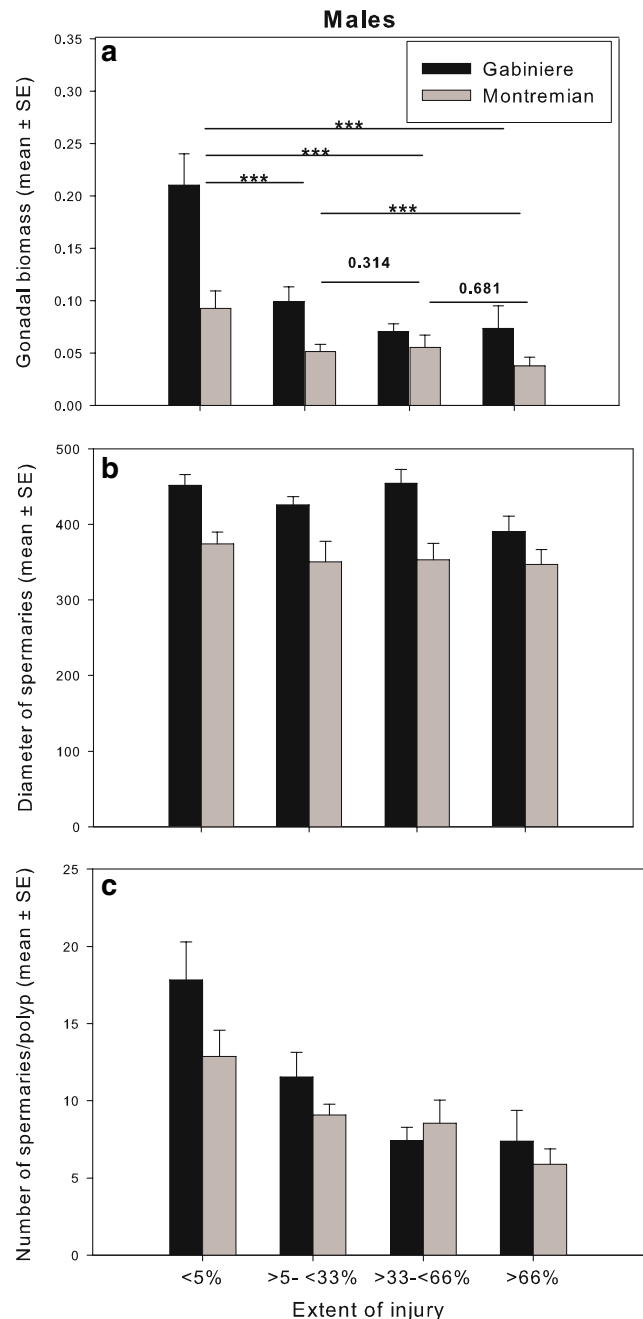 Males
a
Gonadal biomass (mean ± SE)
0.35
0.30
0.25
0.20
0.15
0.10
0.05
0.00
Gabiniere
Montremian
***
***
***
***
0.314
0.681
b
Diameter of spermaries (mean ± SE)
500
400
300
200
100
0
c
Number of spermaries/polyp (mean ± SE)
25
20
15
10
5
0
<5% >5- <33% >33-<66% >66%
Extent of injury